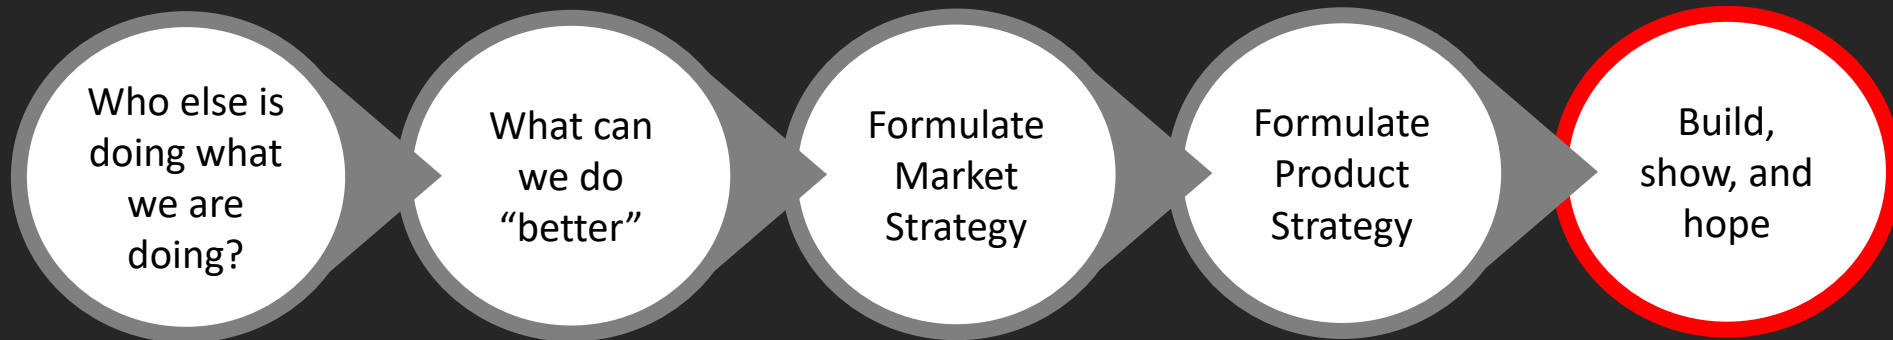 Who else is
doing what
we are
doing?
What can
we do
“better”
Formulate
Market
Strategy
Formulate
Product
Strategy
Build,
show, and
hope